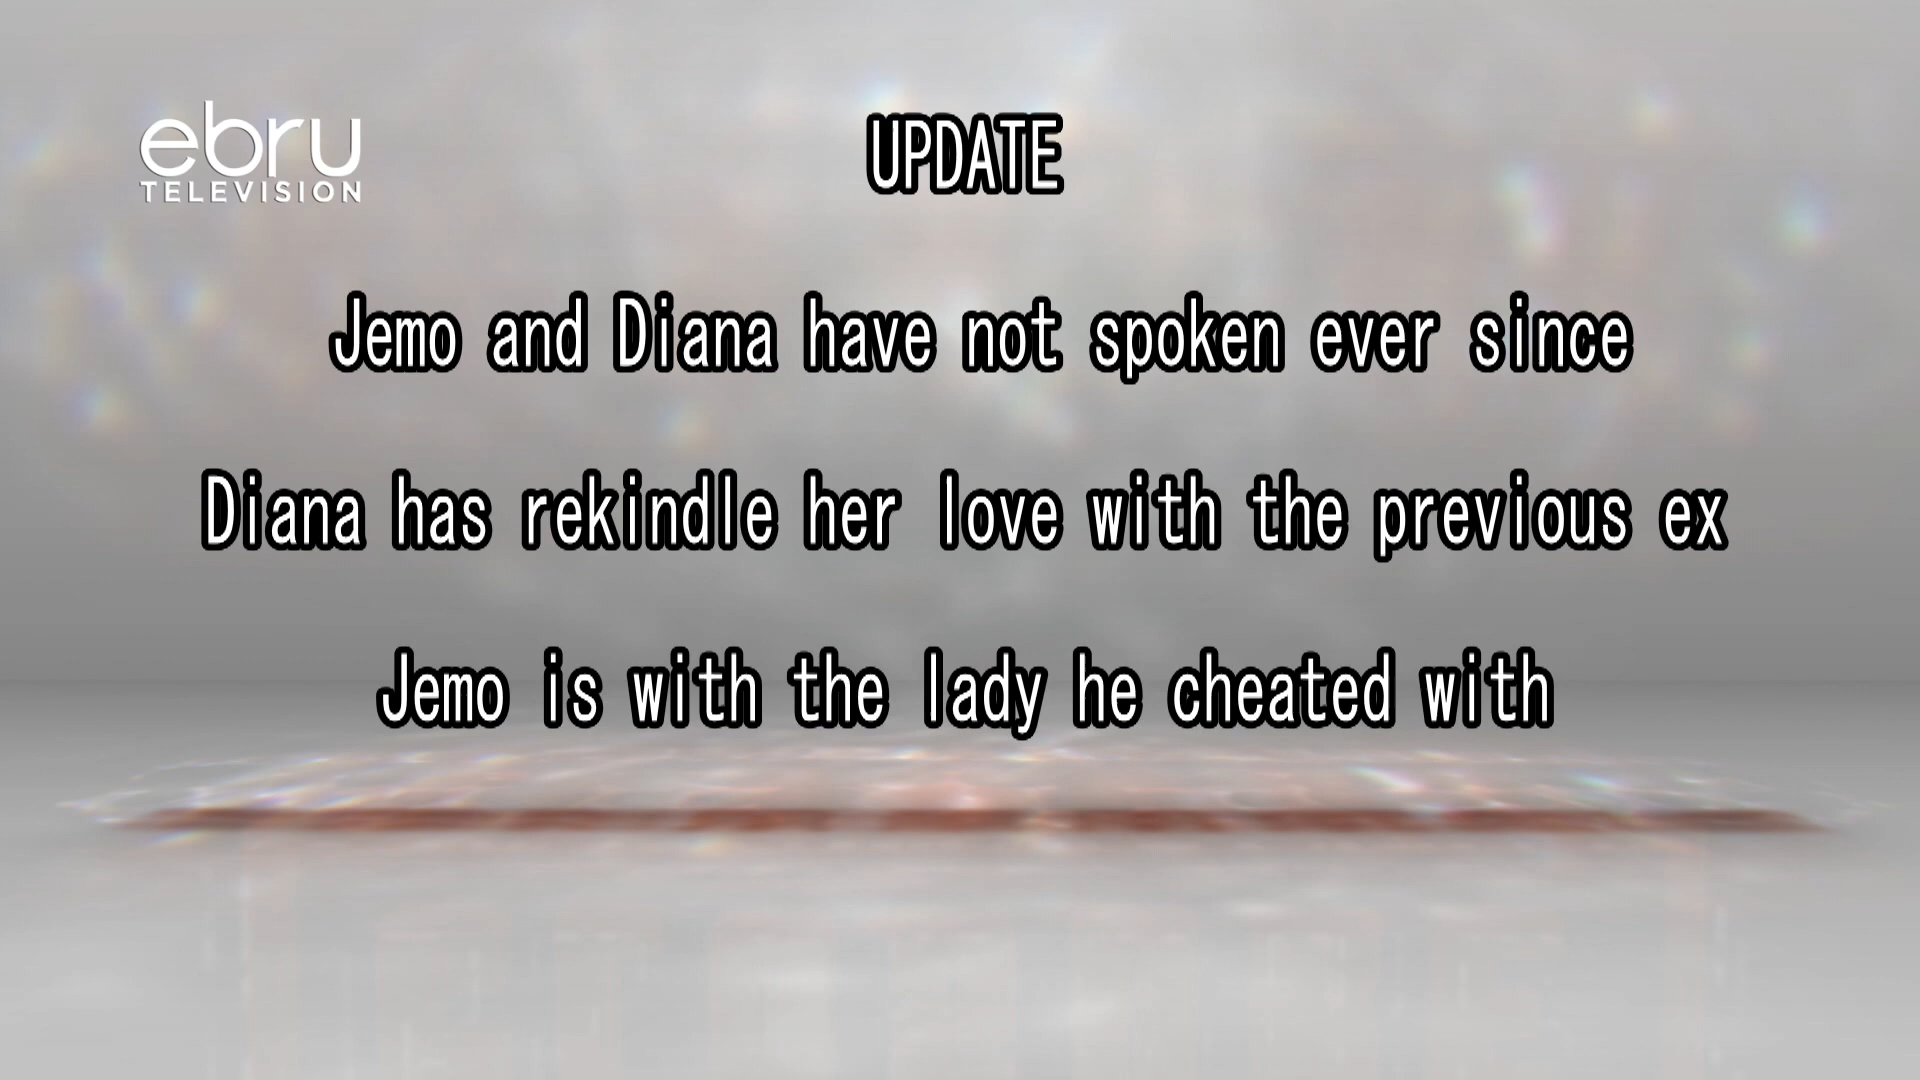 ebru
TELEVISION
UPDATE
Jemo and Diana have not spoken ever since
Diana has rekindle her love with the previous ex
Jemo is with the lady he cheated with